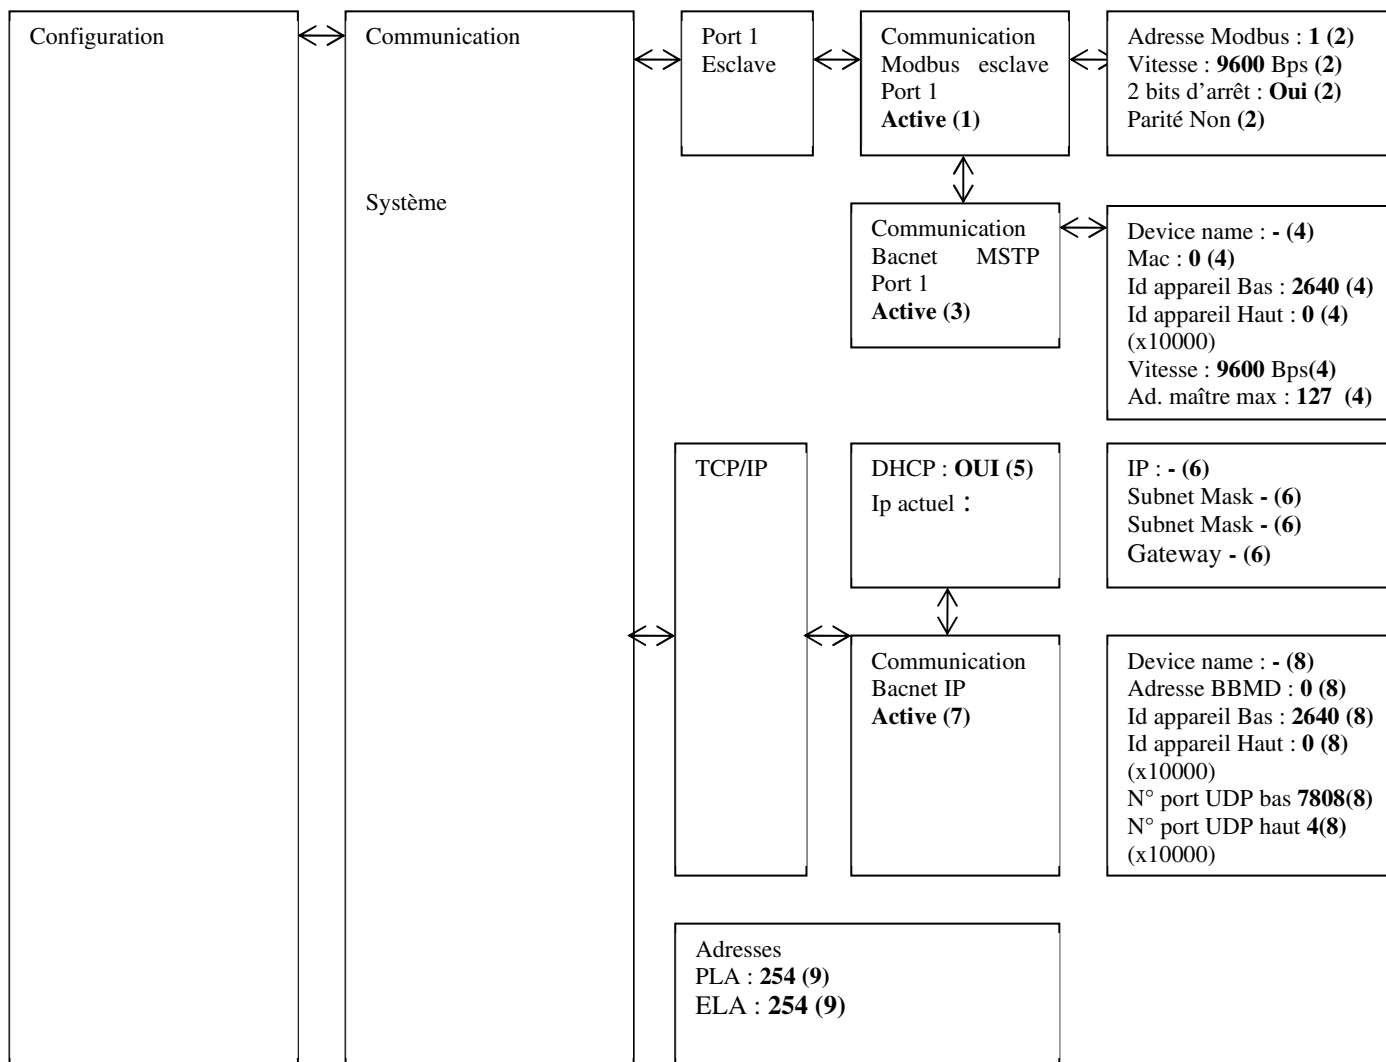 Configuration
Communication
Système
Port 1
Esclave
Communication
Modbus esclave
Port 1
Active (1)
Adresse Modbus : 1 (2)
Vitesse : 9600 Bps (2)
2 bits d'arrêt : Oui (2)
Parité Non (2)
Communication
Bacnet MSTP
Port 1
Active (3)
Device name : - (4)
Mac : 0 (4)
Id appareil Bas : 2640 (4)
Id appareil Haut : 0 (4)
(x10000)
Vitesse : 9600 Bps(4)
Ad. maître max : 127 (4)
TCP/IP
DHCP : OUI (5)
Ip actuel :
IP : - (6)
Subnet Mask - (6)
Subnet Mask - (6)
Gateway - (6)
Communication
Bacnet IP
Active (7)
Device name : - (8)
Adresse BBMD : 0 (8)
Id appareil Bas : 2640 (8)
Id appareil Haut : 0 (8)
(x10000)
N° port UDP bas 7808(8)
N° port UDP haut 4(8)
(x10000)
Adresses
PLA : 254 (9)
ELA : 254 (9)